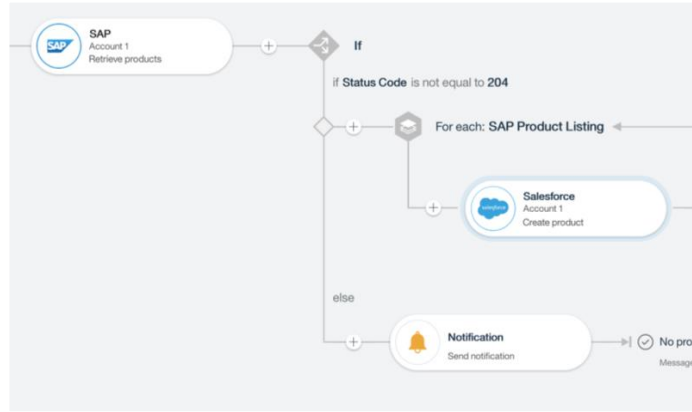 SAP
SAP
Account 1
Retrieve products
If
if Status Code is not equal to 204
For each: SAP Product Listing
salesforce
Salesforce
Account 1
Create product
else
Notification
Send notification
No pro
Message